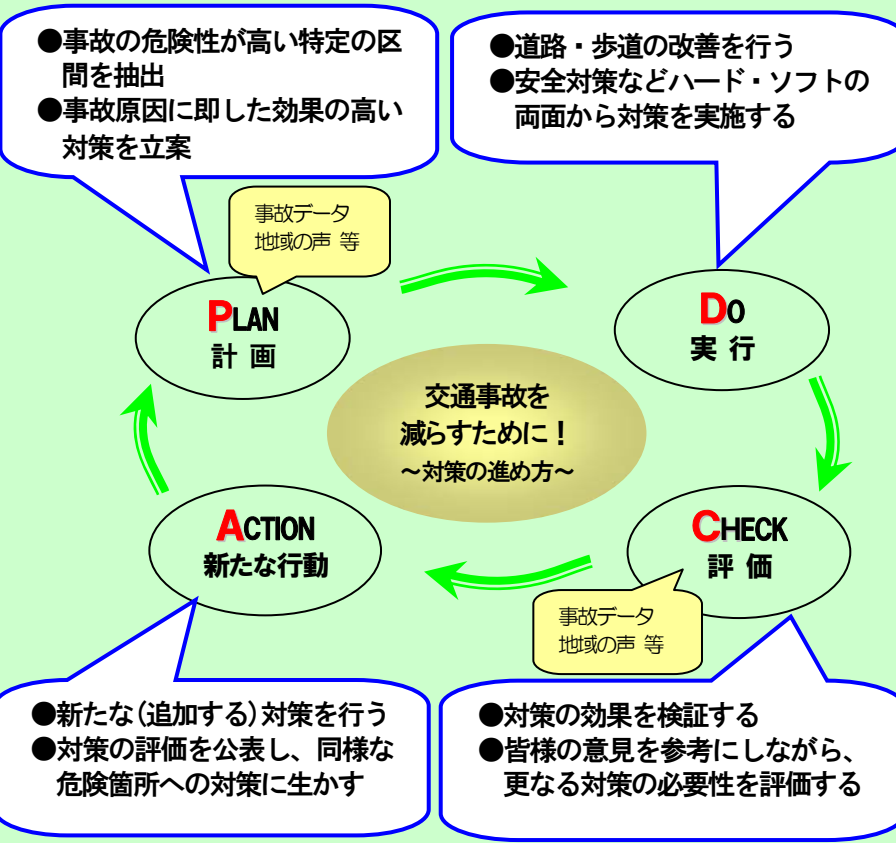 ●事故の危険性が高い特定の区
間を抽出
●事故原因に即した効果の高い
対策を立案
●道路・歩道の改善を行う
●安全対策などハード・ソフトの
両面から対策を実施する
事故データ
地域の声 等
PLAN
計 画
DO
実 行
交通事故を
減らすために！
～対策の進め方～
ACTION
新たな行動
CHECK
評 価
事故データ
地域の声 等
●新たな(追加する)対策を行う
●対策の評価を公表し、同様な
危険箇所への対策に生かす
●対策の効果を検証する
●皆様の意見を参考にしながら、
更なる対策の必要性を評価する